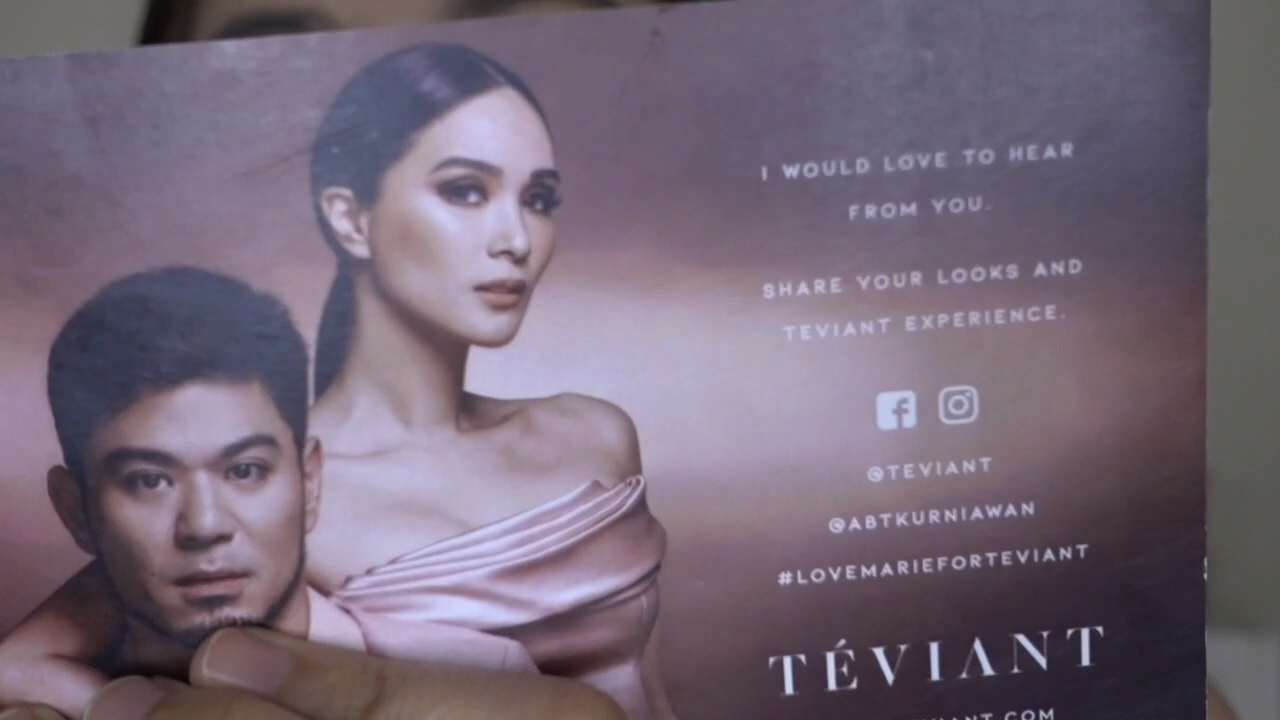 I WOULD LOVE TO HEAR
FROM YOU.
SHARE YOUR LOOKS AND
TEVIANT EXPERIENCE.
@TEVIANT
@ABTKURNIAWAN
#LOVEMARIEFORTEVIANT
TÉVIANT